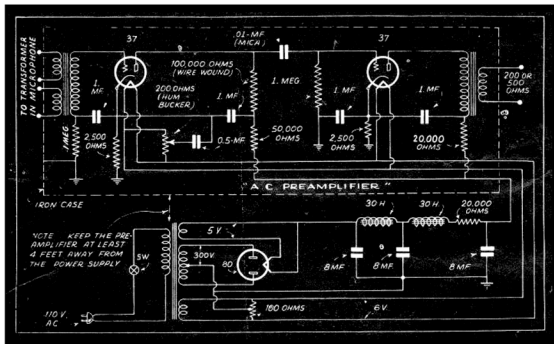 .01-MF
(MICA)
37
37
TO TRANSFORMER
IN MICROPHONE
100,000 OHMS
(WIRE WOUND)
200 OHMS
(HUM-
BUCKER)
1.
MF
1.
MF
1. MEG.
1.
MF
1.
MF
200 OR
500
OHMS
.1 MEG.
2,500
OHMS
0.5-MF
50,000
OHMS
2,500
OHMS
20,000
OHMS
"A.C. PREAMPLIFIER"
IRON CASE
NOTE KEEP THE PRE-
AMPLIFIER AT LEAST
4 FEET AWAY FROM
THE POWER SUPPLY
SW
5 V
300V
80
30 H
30 H
20,000
OHMS
8 MF
8 MF
8 MF
110 V.
A C
160 OHMS
6V